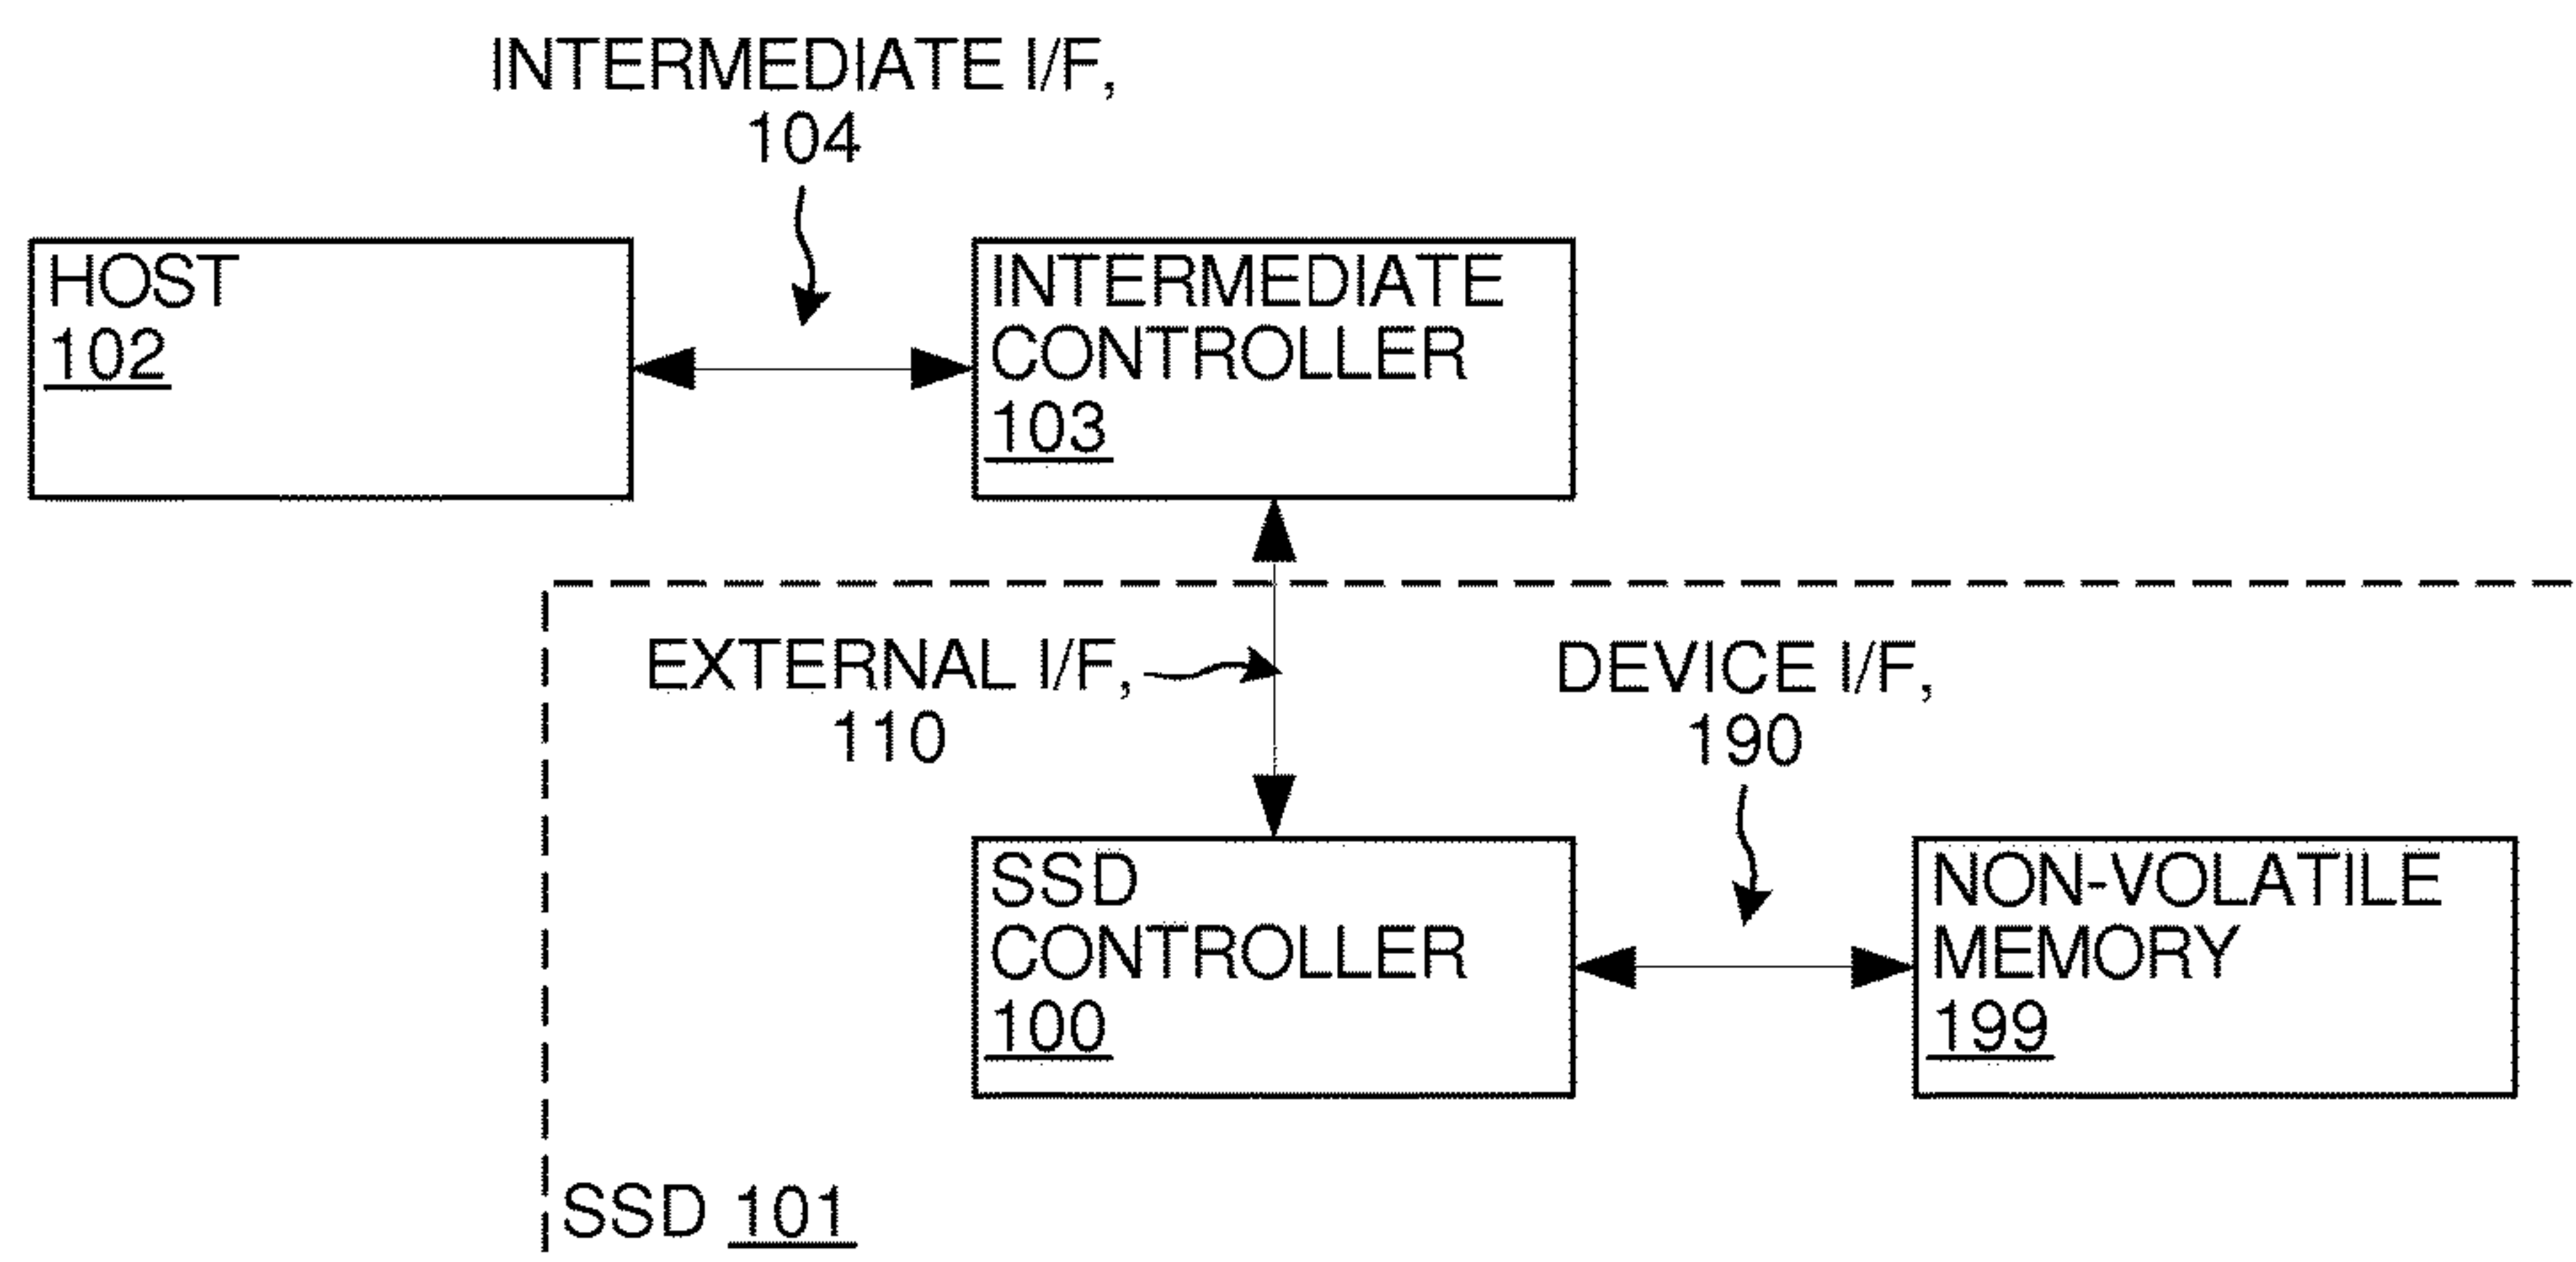 INTERMEDIATE I/F,
104
HOST
102
INTERMEDIATE
CONTROLLER
103
EXTERNAL I/F,
110
DEVICE I/F,
190
SSD
CONTROLLER
100
NON-VOLATILE
MEMORY
199
SSD 101